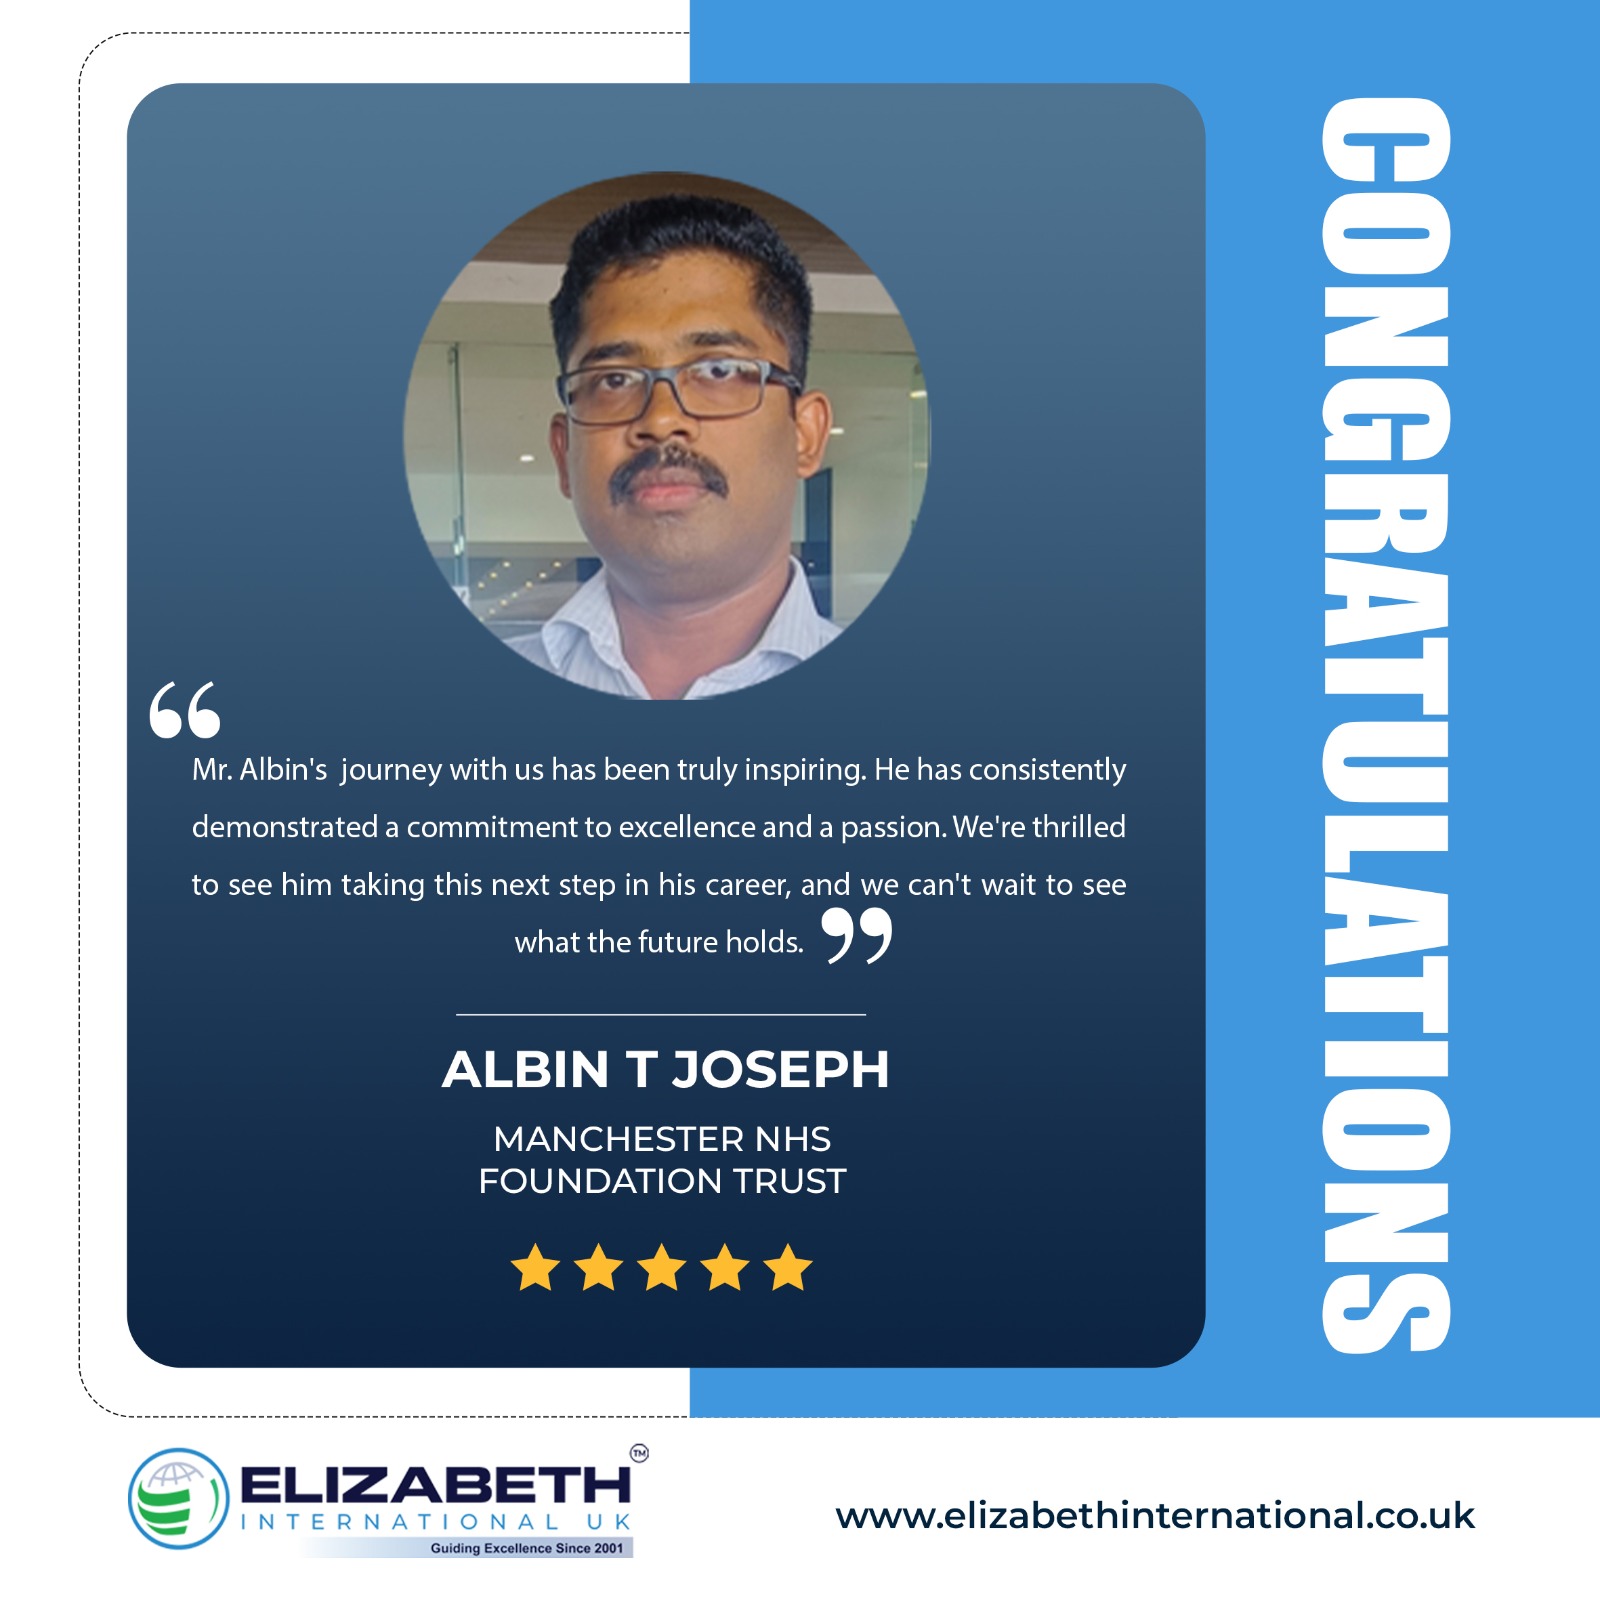 CONGRATULATIONS
“
Mr. Albin's journey with us has been truly inspiring. He has consistently
demonstrated a commitment to excellence and a passion. We're thrilled
to see him taking this next step in his career, and we can't wait to see
what the future holds. ”
ALBIN T JOSEPH
MANCHESTER NHS
FOUNDATION TRUST
ELIZABETH ™
INTERNATIONAL UK
Guiding Excellence Since 2001
www.elizabethinternational.co.uk